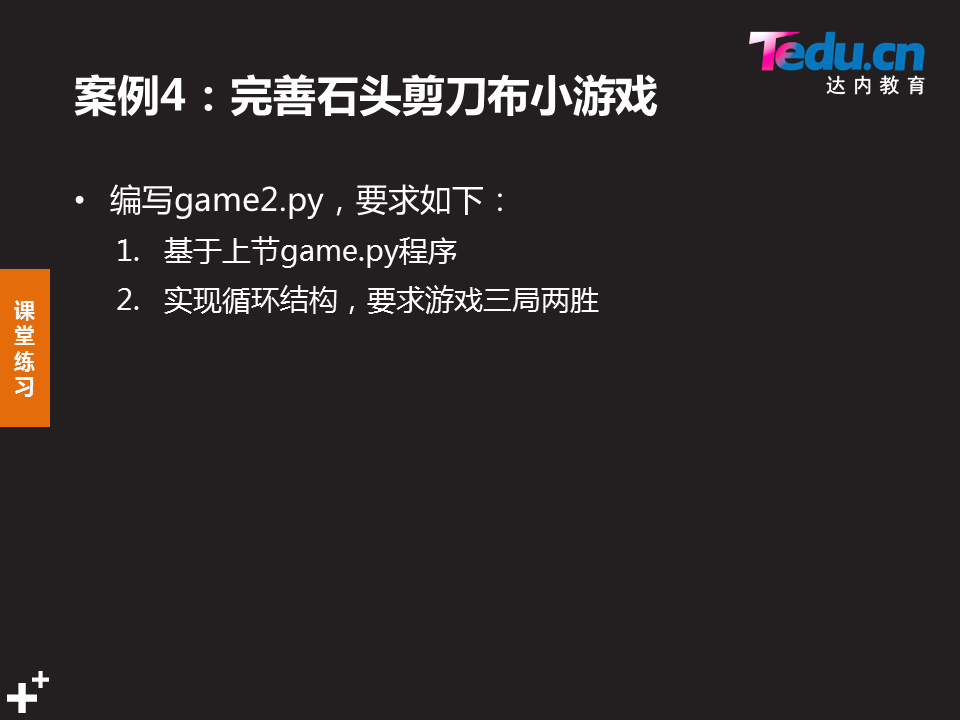 Tedu.cn
达内教育
案例4：完善石头剪刀布小游戏
• 编写game2.py，要求如下：
1. 基于上节game.py程序
2. 实现循环结构，要求游戏三局两胜
课堂练习